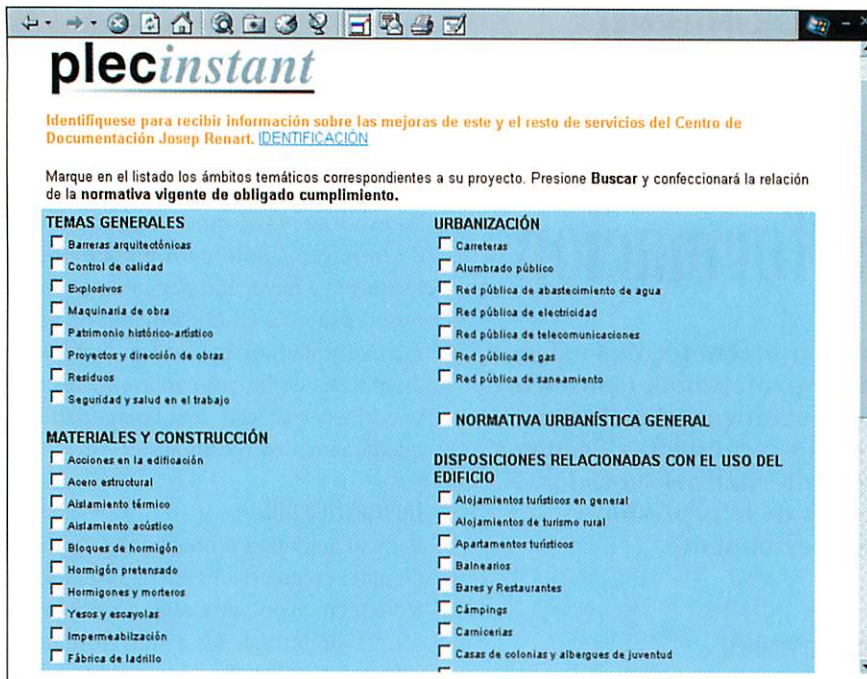 plecinstant
Identifíquese para recibir información sobre las mejoras de este y el resto de servicios del Centro de
Documentación Josep Renart. IDENTIFICACIÓN
Marque en el listado los ámbitos temáticos correspondientes a su proyecto. Presione Buscar y confeccionará la relación
de la normativa vigente de obligado cumplimiento.
TEMAS GENERALES
Barreras arquitectónicas
Control de calidad
Explosivos
Maquinaria de obra
Patrimonio histórico-artístico
Proyectos y dirección de obras
Residuos
Seguridad y salud en el trabajo
MATERIALES Y CONSTRUCCIÓN
Acciones en la edificación
Acero estructural
Aislamiento térmico
Aislamiento acústico
Bloques de hormigón
Hormigón pretensado
Hormigones y morteros
Yesos y escayolas
Impermeabilzación
Fábrica de ladrillo
URBANIZACIÓN
Carreteras
Alumbrado público
Red pública de abastecimiento de agua
Red pública de electricidad
Red pública de telecomunicaciones
Red pública de gas
Red pública de saneamiento
NORMATIVA URBANÍSTICA GENERAL
DISPOSICIONES RELACIONADAS CON EL USO DEL
EDIFICIO
Alojamientos turísticos en general
Alojamientos de turismo rural
Apartamentos turísticos
Balnearios
Bares y Restaurantes
Cámpings
Carnicerias
Casas de colonias y albergues de juventud